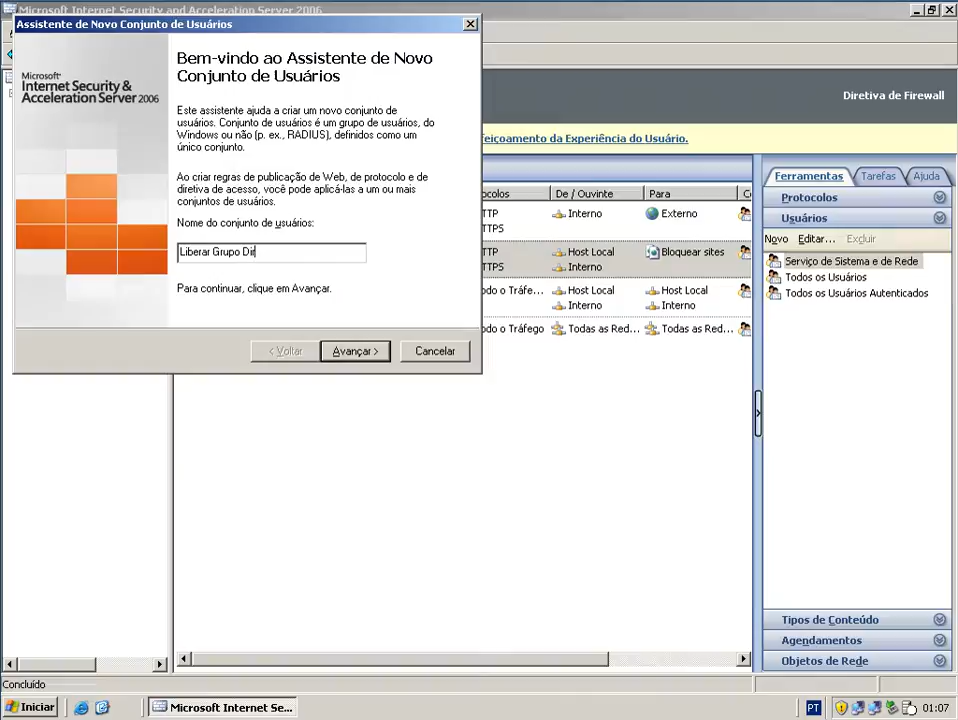 Microsoft Internet Security and Acceleration Server 2006
Assistente de Novo Conjunto de Usuários
Microsoft
Internet Security &
Acceleration Server 2006
Bem-vindo ao Assistente de Novo
Conjunto de Usuários
Este assistente ajuda a criar um novo conjunto de
usuários. Conjunto de usuários é um grupo de usuários, do
Windows ou não (p. ex., RADIUS), definidos como um
único conjunto.
Ao criar regras de publicação de Web, de protocolo e de
diretiva de acesso, você pode aplicá-las a um ou mais
conjuntos de usuários.
Nome do conjunto de usuários:
Liberar Grupo Dir
Para continuar, clique em Avançar.
< Voltar
Avançar >
Cancelar
Diretiva de Firewall
feiçoamento da Experiência do Usuário.
ocolos De / Ouvinte Para
TTP Interno Externo
TTPS
TTP Host Local Bloquear sites
TTPS Interno
odo o Tráfe... Host Local Host Local
Interno Interno
odo o Tráfego Todas as Red... Todas as Red...
Ferramentas Tarefas Ajuda
Protocolos
Usuários
Novo Editar... Excluir
Serviço de Sistema e de Rede
Todos os Usuários
Todos os Usuários Autenticados
Tipos de Conteúdo
Agendamentos
Objetos de Rede
Concluído
Iniciar
Microsoft Internet Se...
PT
01:07